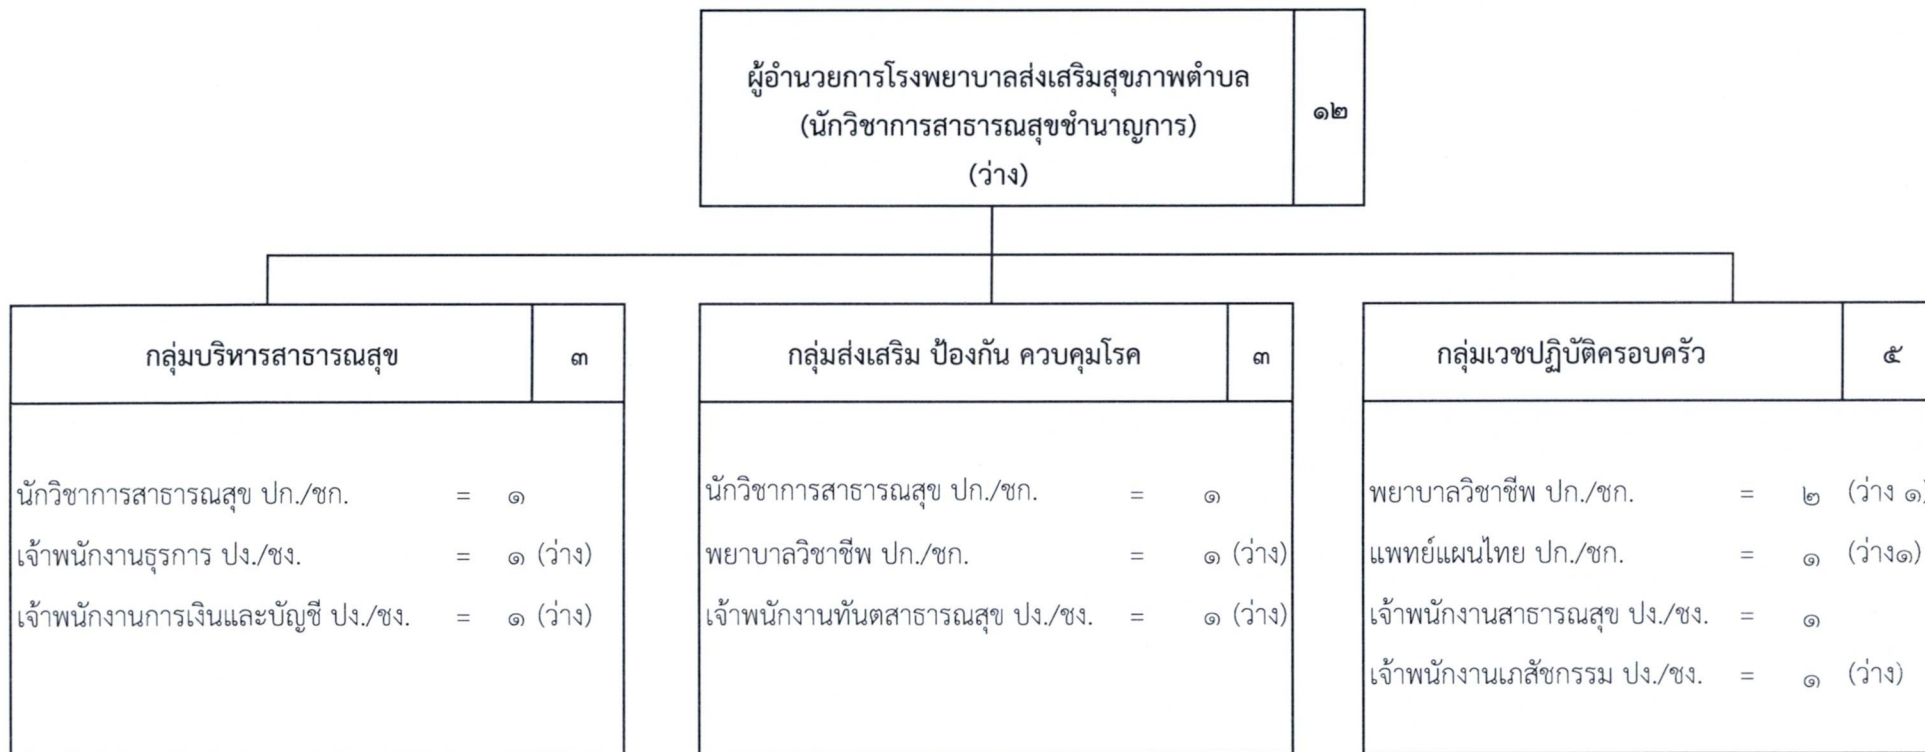 ผู้อำนวยการโรงพยาบาลส่งเสริมสุขภาพตำบล
(นักวิชาการสาธารณสุขชำนาญการ)
(ว่าง)
๑๒
กลุ่มบริหารสาธารณสุข ๓
นักวิชาการสาธารณสุข ปก./ชก. = ๑
เจ้าพนักงานธุรการ ปง./ชง. = ๑ (ว่าง)
เจ้าพนักงานการเงินและบัญชี ปง./ชง. = ๑ (ว่าง)
กลุ่มส่งเสริม ป้องกัน ควบคุมโรค ๓
นักวิชาการสาธารณสุข ปก./ชก. = ๑
พยาบาลวิชาชีพ ปก./ชก. = ๑ (ว่าง)
เจ้าพนักงานทันตสาธารณสุข ปง./ชง. = ๑ (ว่าง)
กลุ่มเวชปฏิบัติครอบครัว ๕
พยาบาลวิชาชีพ ปก./ชก. = ๒ (ว่าง ๑)
แพทย์แผนไทย ปก./ชก. = ๑ (ว่าง๑)
เจ้าพนักงานสาธารณสุข ปง./ชง. = ๑
เจ้าพนักงานเภสัชกรรม ปง./ชง. = ๑ (ว่าง)